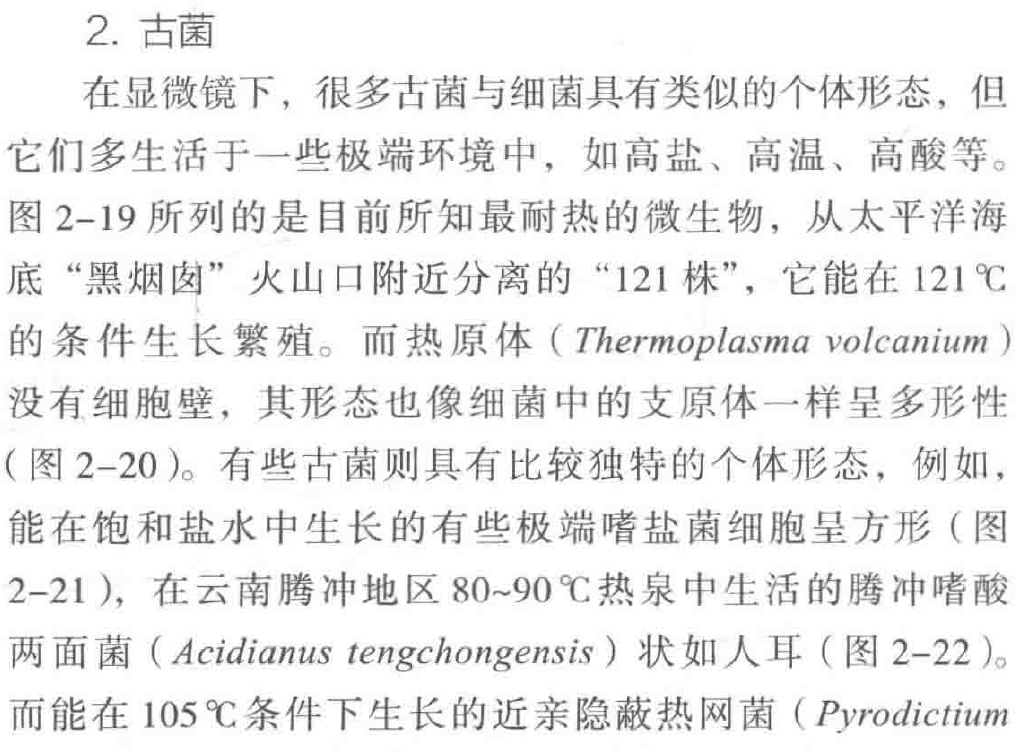 2. 古菌
在显微镜下，很多古菌与细菌具有类似的个体形态，但
它们多生活于一些极端环境中，如高盐、高温、高酸等。
图 2–19 所列的是目前所知最耐热的微生物，从太平洋海
底“黑烟囱”火山口附近分离的“121 株”，它能在 121℃
的条件生长繁殖。而热原体（Thermoplasma volcanium）
没有细胞壁，其形态也像细菌中的支原体一样呈多形性
（图 2–20）。有些古菌则具有比较独特的个体形态，例如，
能在饱和盐水中生长的有些极端嗜盐菌细胞呈方形（图
2–21），在云南腾冲地区 80~90℃热泉中生活的腾冲嗜酸
两面菌（Acidianus tengchongensis）状如人耳（图 2–22）。
而能在 105℃条件下生长的近亲隐蔽热网菌（Pyrodictium